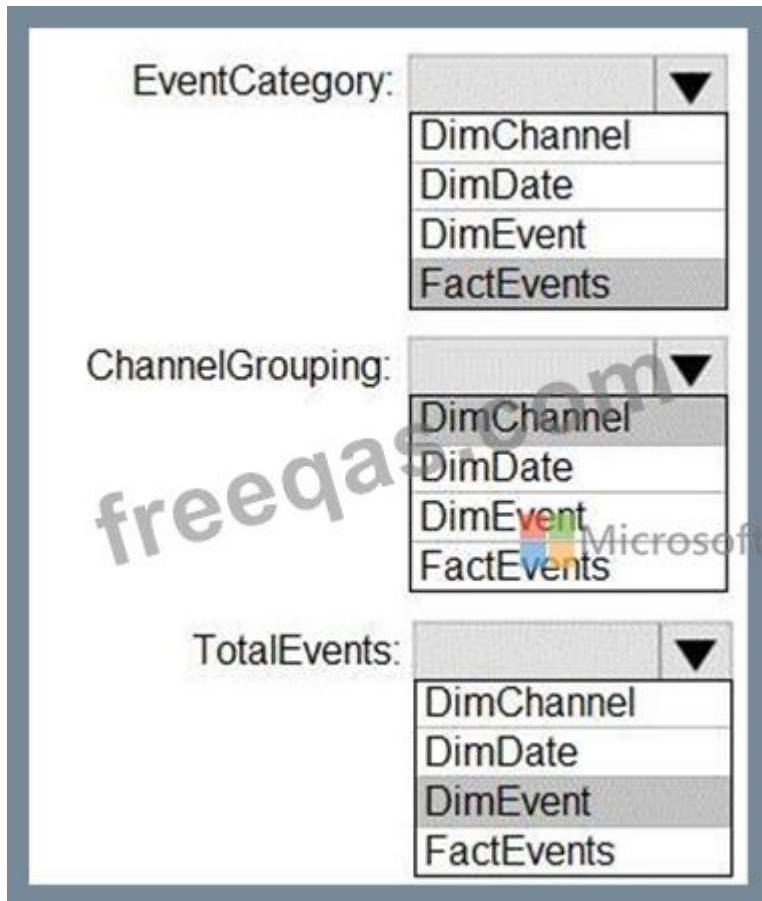 EventCategory:
DimChannel
DimDate
DimEvent
FactEvents
ChannelGrouping:
DimChannel
DimDate
DimEvent
FactEvents
freeqas.com
Microsoft
TotalEvents:
DimChannel
DimDate
DimEvent
FactEvents